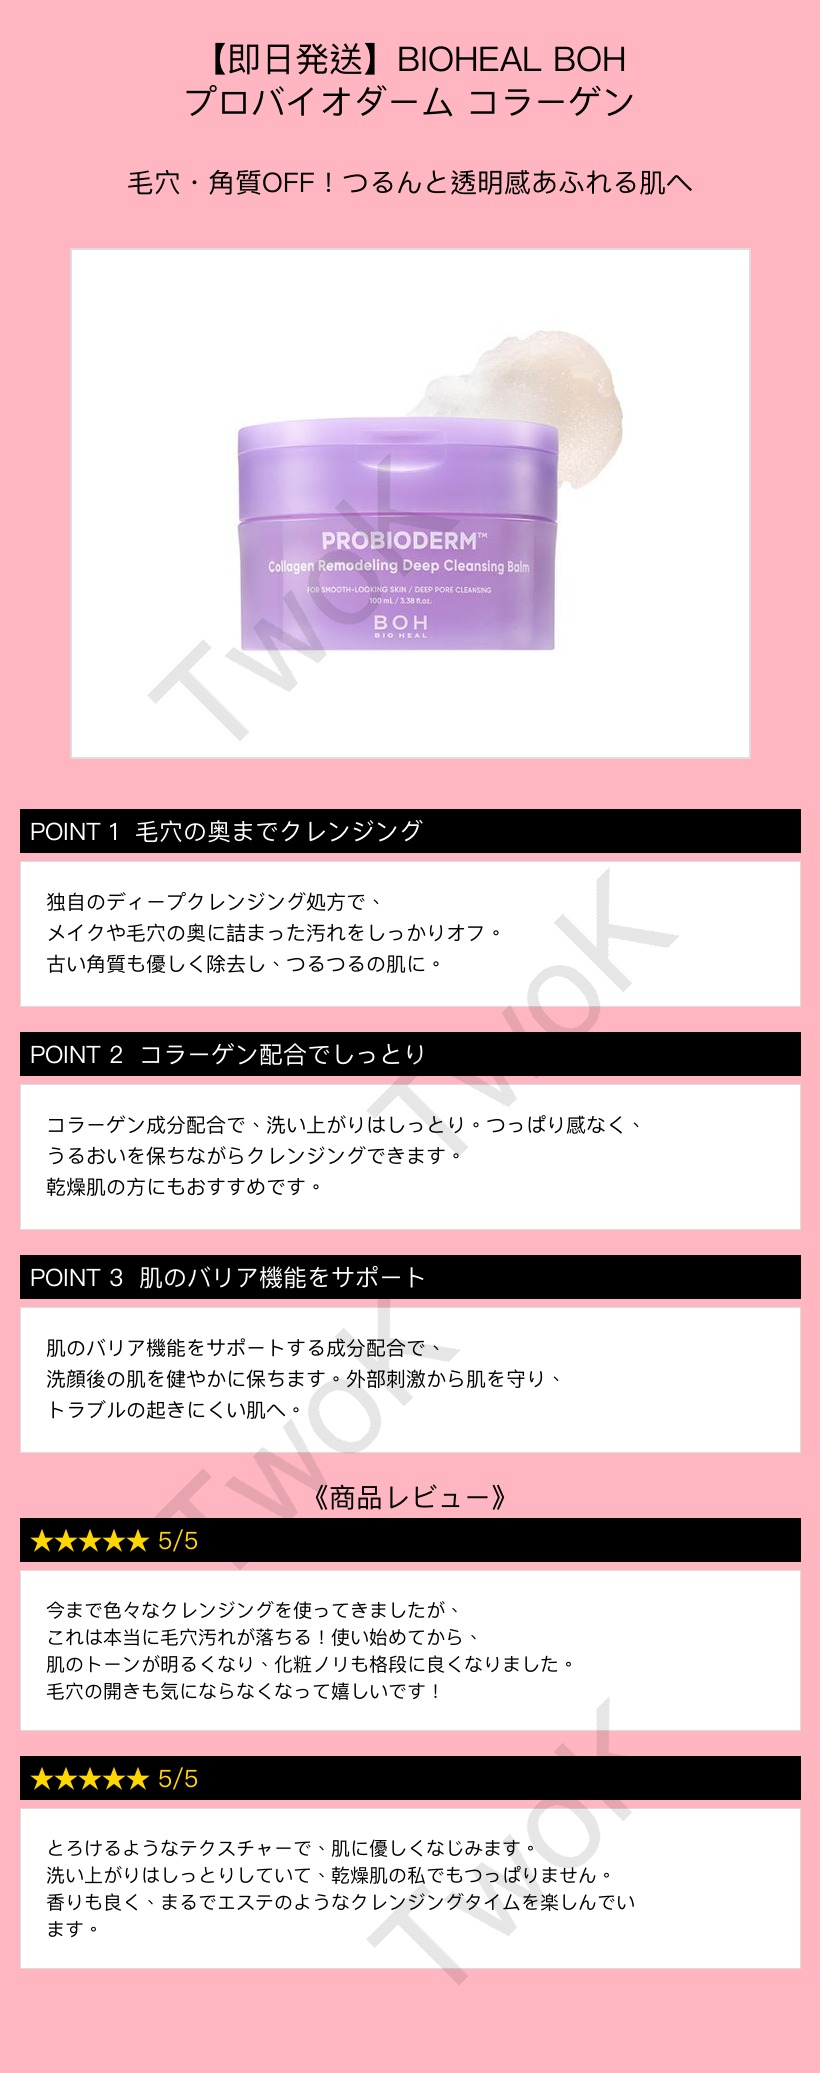 【即日発送】BIOHEAL BOH
プロバイオダーム コラーゲン
毛穴・角質OFF！つるんと透明感あふれる肌へ
PROBIODERM™
Collagen Remodeling Deep Cleansing Balm
FOR SMOOTH-LOOKING SKIN / DEEP PORE CLEANSING
100 mL / 3.38 fl.oz.
BOH
BIO HEAL
TwoK
POINT 1 毛穴の奥までクレンジング
独自のディープクレンジング処方で、
メイクや毛穴の奥に詰まった汚れをしっかりオフ。
古い角質も優しく除去し、つるつるの肌に。
TwoK
POINT 2 コラーゲン配合でしっとり
コラーゲン成分配合で、洗い上がりはしっとり。つっぱり感なく、
うるおいを保ちながらクレンジングできます。
乾燥肌の方にもおすすめです。
POINT 3 肌のバリア機能をサポート
肌のバリア機能をサポートする成分配合で、
洗顔後の肌を健やかに保ちます。外部刺激から肌を守り、
トラブルの起きにくい肌へ。
TwoK
《商品レビュー》
★★★★★ 5/5
今まで色々なクレンジングを使ってきましたが、
これは本当に毛穴汚れが落ちる！使い始めてから、
肌のトーンが明るくなり、化粧ノリも格段に良くなりました。
毛穴の開きも気にならなくなって嬉しいです！
★★★★★ 5/5
とろけるようなテクスチャーで、肌に優しくなじみます。
洗い上がりはしっとりしていて、乾燥肌の私でもつっぱりません。
香りも良く、まるでエステのようなクレンジングタイムを楽しんでい
ます。
TwoK